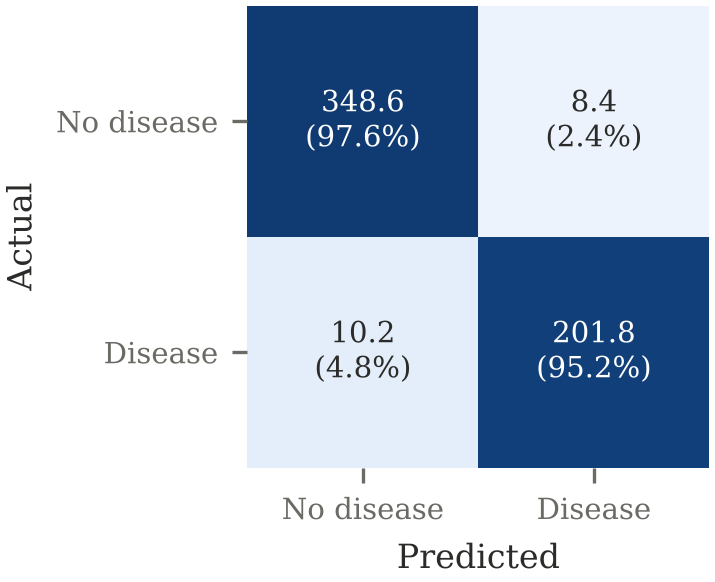 348.6
(97.6%)
8.4
(2.4%)
No disease
Actual
10.2
(4.8%)
201.8
(95.2%)
Disease
No disease
Disease
Predicted